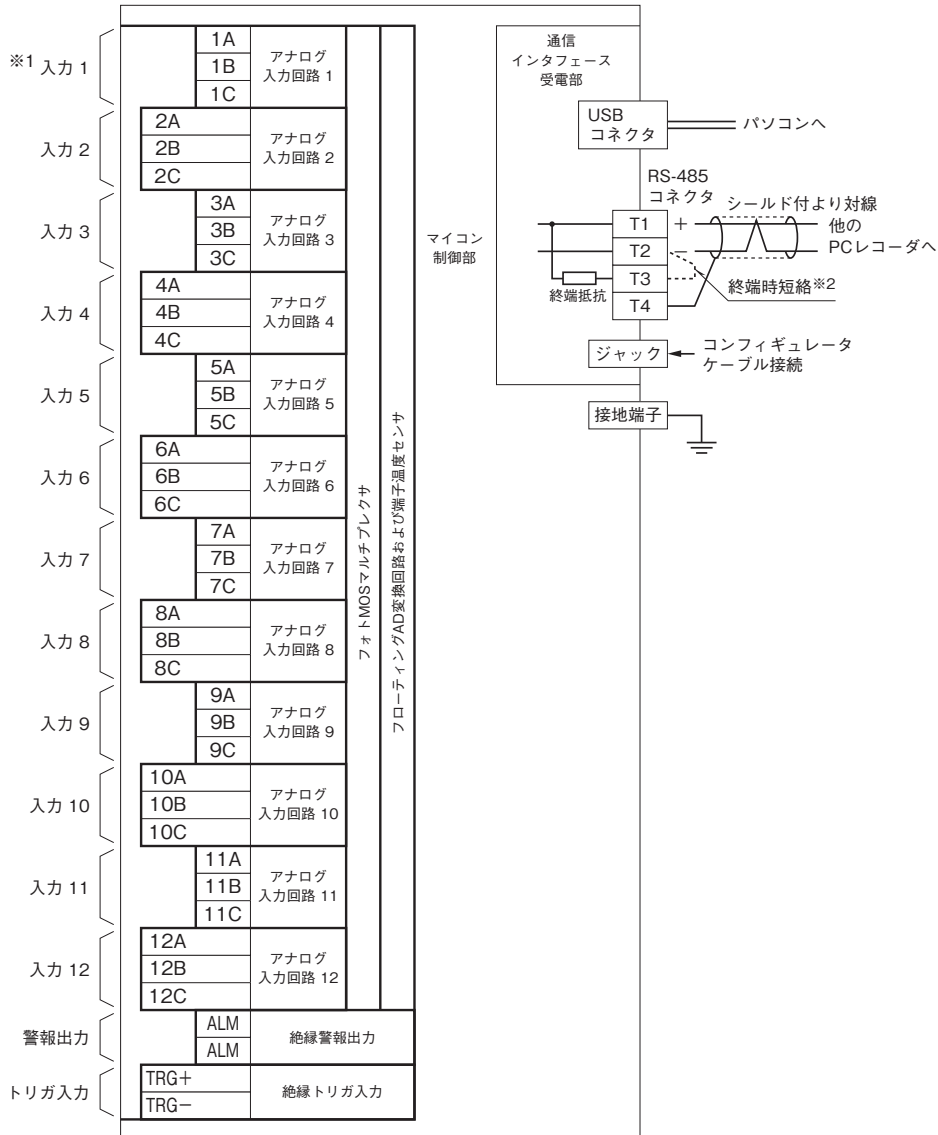 ※1 入力 1
1A
1B
1C
アナログ
入力回路 1
入力 2
2A
2B
2C
アナログ
入力回路 2
入力 3
3A
3B
3C
アナログ
入力回路 3
入力 4
4A
4B
4C
アナログ
入力回路 4
入力 5
5A
5B
5C
アナログ
入力回路 5
入力 6
6A
6B
6C
アナログ
入力回路 6
入力 7
7A
7B
7C
アナログ
入力回路 7
入力 8
8A
8B
8C
アナログ
入力回路 8
入力 9
9A
9B
9C
アナログ
入力回路 9
入力 10
10A
10B
10C
アナログ
入力回路 10
入力 11
11A
11B
11C
アナログ
入力回路 11
入力 12
12A
12B
12C
アナログ
入力回路 12
警報出力
ALM
ALM
絶縁警報出力
トリガ入力
TRG+
TRG−
絶縁トリガ入力
フォトMOSマルチプレクサ
フローティングAD変換回路および端子温度センサ
マイコン
制御部
通信
インタフェース
受電部
USB
コネクタ
パソコンへ
RS-485
コネクタ
シールド付より対線
T1
+
T2
−
T3
T4
他の
PCレコーダへ
終端抵抗
終端時短絡※2
ジャック
コンフィギュレータ
ケーブル接続
接地端子